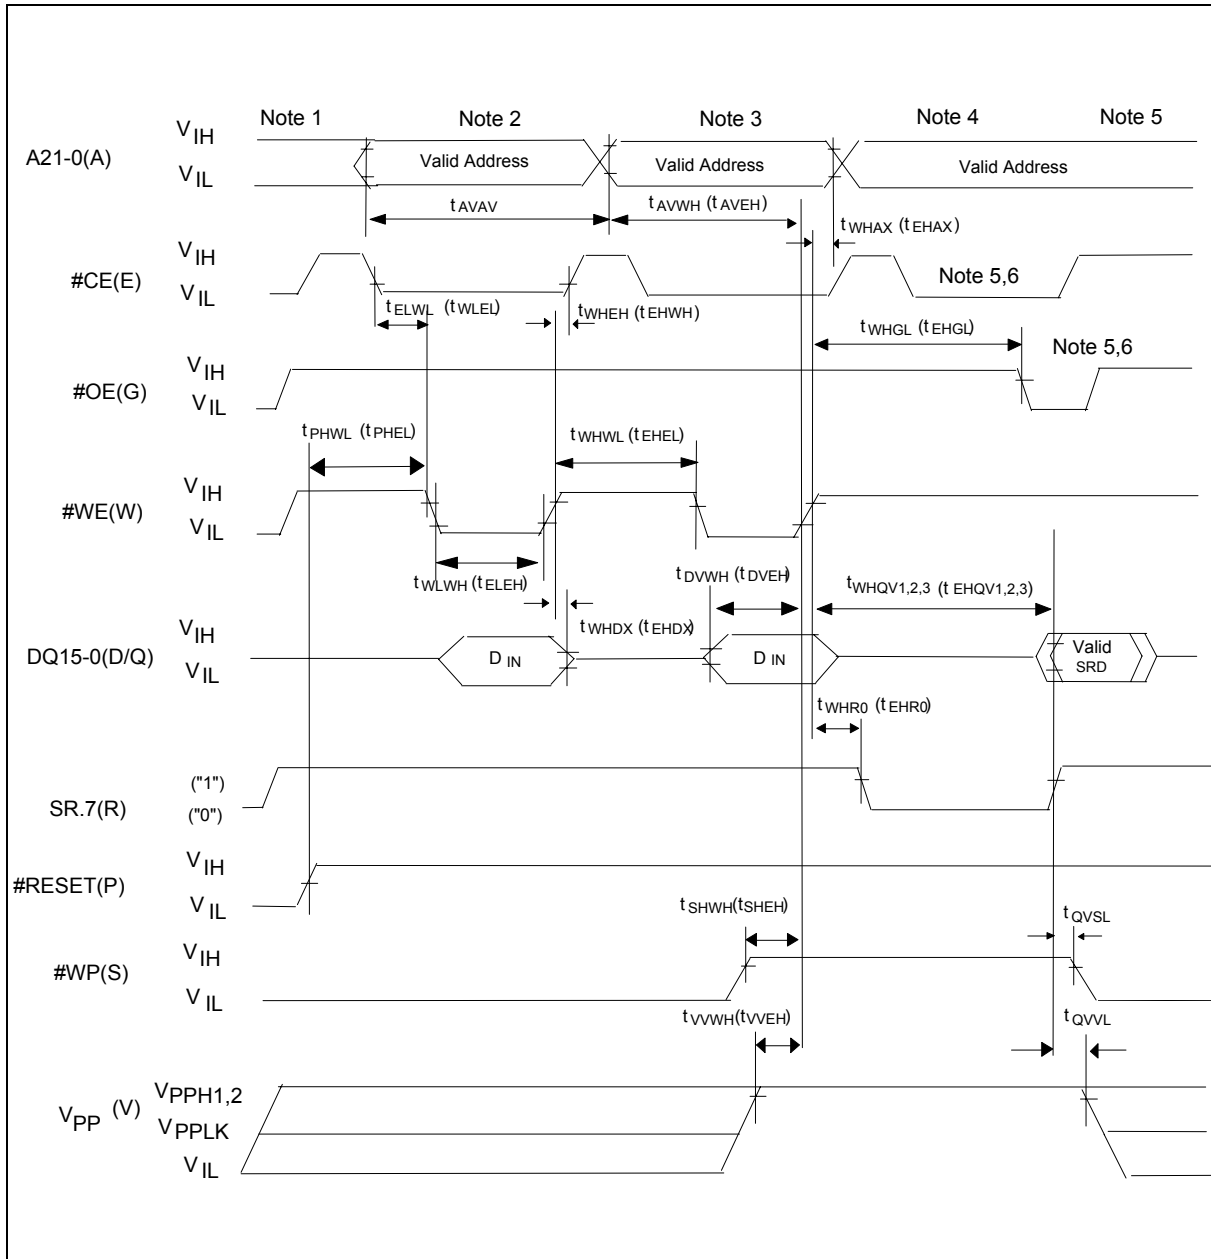 Note 1 Note 2 Note 3 Note 4 Note 5
VIH
A21-0(A) Valid Address Valid Address Valid Address
VIL
tAVAV tAVWH (tAVEH)
tWHAX (tEHAX)
VIH
#CE(E) Note 5,6
VIL
tELWL (tWLEL) tWHEH (tEHWH)
tWHGL (tEHGL) Note 5,6
VIH
#OE(G)
VIL
tPHWL (tPHEL) tWHWL (tEHEL)
VIH
#WE(W)
VIL
tWLWH (tELEH) tDVWH (tDVEH) tWHQV1,2,3 (tEHQV1,2,3)
tWHDX (tEHDX)
VIH
DQ15-0(D/Q) D IN D IN Valid SRD
VIL
tWHR0 (tEHR0)
("1")
SR.7(R)
("0")
VIH
#RESET(P)
VIL
tSHWH(tSHEH) tQVSL
VIH
#WP(S)
VIL
tVVWH(tVVEH) tQVVL
VPPH1,2
VPP (V)
VPPLK
VIL